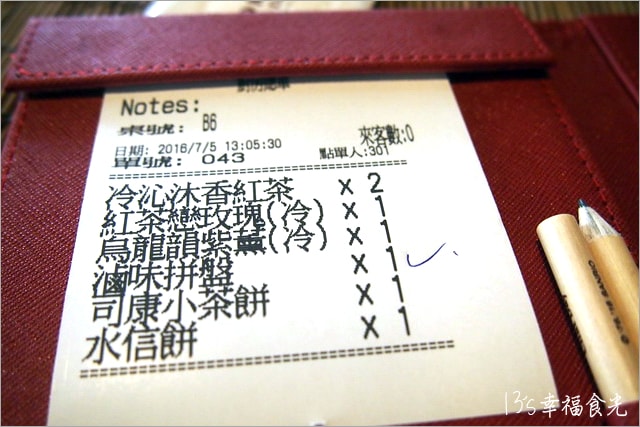 Notes:
桌號: B6
來客數:0
日期: 2016/7/5 13:05:30
單號: 043
點單人:301
冷沁沐香紅茶 x 2
紅茶戀玫瑰(冷) x 1
烏龍韻紫薰(冷) x 1
滷味拼盤 x 1
司康小茶餅 x 1
水信餅 x 1
13's幸福食光